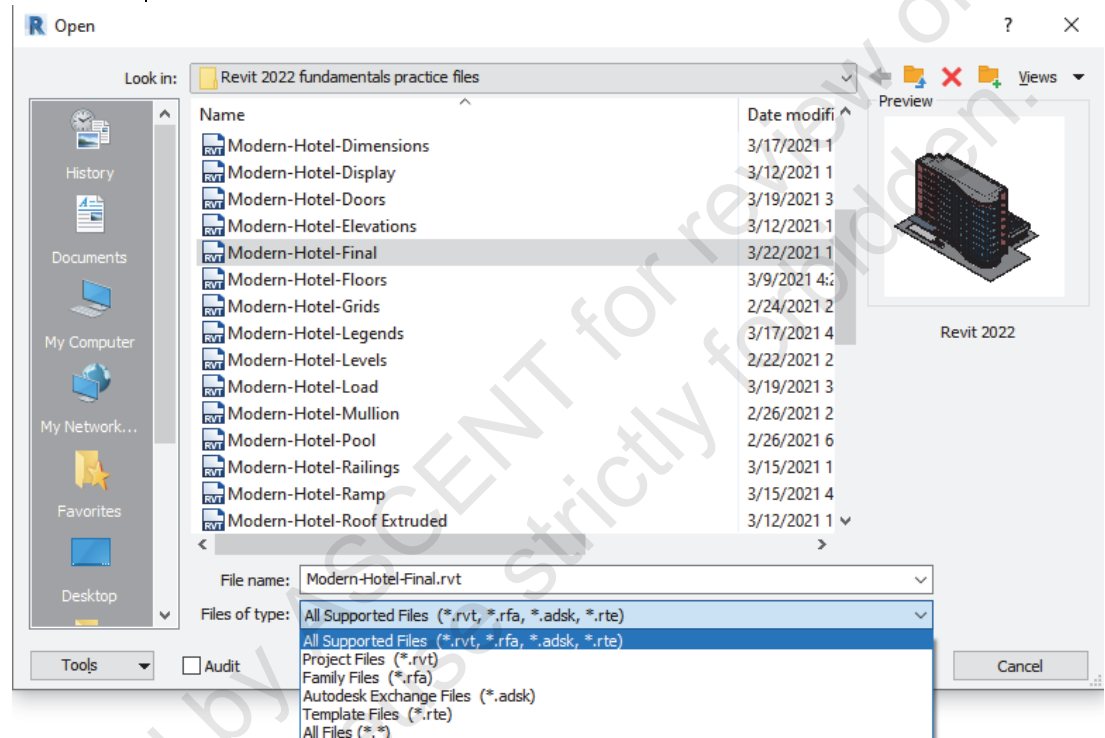 R Open ? ×
Look in: Revit 2022 fundamentals practice files Views
Name Date modifi Preview
Modern-Hotel-Dimensions 3/17/2021 1
Modern-Hotel-Display 3/12/2021 1
Modern-Hotel-Doors 3/19/2021 3
Modern-Hotel-Elevations 3/12/2021 1
Modern-Hotel-Final 3/22/2021 1
Modern-Hotel-Floors 3/9/2021 4:2
Modern-Hotel-Grids 2/24/2021 2
Modern-Hotel-Legends 3/17/2021 4
Modern-Hotel-Levels 2/22/2021 2
Modern-Hotel-Load 3/19/2021 3
Modern-Hotel-Mullion 2/26/2021 2
Modern-Hotel-Pool 2/26/2021 6
Modern-Hotel-Railings 3/15/2021 1
Modern-Hotel-Ramp 3/15/2021 4
Modern-Hotel-Roof Extruded 3/12/2021 1
History
Documents
My Computer
My Network...
Favorites
Desktop
Revit 2022
File name: Modern-Hotel-Final.rvt
Files of type: All Supported Files (*.rvt, *.rfa, *.adsk, *.rte)
All Supported Files (*.rvt, *.rfa, *.adsk, *.rte)
Project Files (*.rvt)
Family Files (*.rfa)
Autodesk Exchange Files (*.adsk)
Template Files (*.rte)
All Files (*.*)
Tools Audit Cancel
by ASCENT for review on
use strictly forbidden.